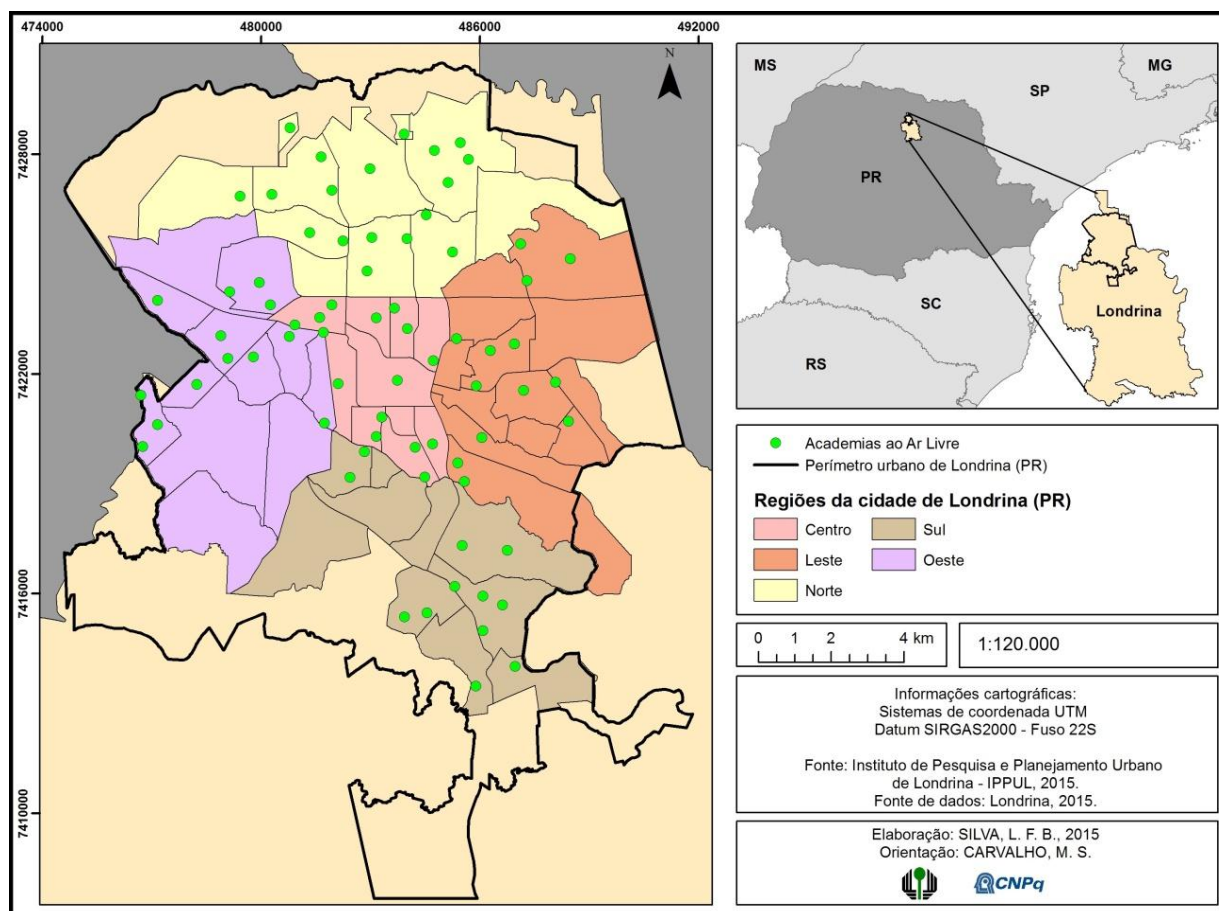 474000
480000
486000
492000
7428000
7422000
7416000
7410000
N
MS
MG
SP
PR
SC
RS
Londrina
Academias ao Ar Livre
Perímetro urbano de Londrina (PR)
Regiões da cidade de Londrina (PR)
Centro
Sul
Leste
Oeste
Norte
0 1 2 4 km
1:120.000
Informações cartográficas:
Sistemas de coordenada UTM
Datum SIRGAS2000 - Fuso 22S
Fonte: Instituto de Pesquisa e Planejamento Urbano
de Londrina - IPPUL, 2015.
Fonte de dados: Londrina, 2015.
Elaboração: SILVA, L. F. B., 2015
Orientação: CARVALHO, M. S.
CNPq